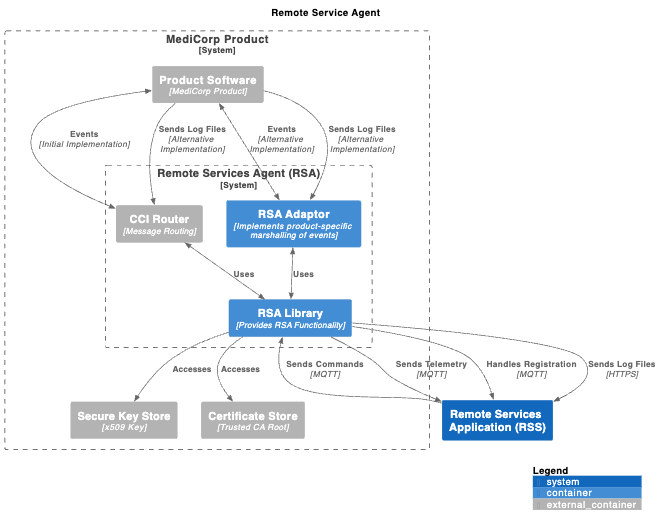 Remote Service Agent
MediCorp Product
[System]
Product Software
[MediCorp Product]
Events
[Initial Implementation]
Sends Log Files
[Alternative
Implementation]
Events
[Alternative
Implementation]
Sends Log Files
[Alternative
Implementation]
Remote Services Agent (RSA)
[System]
CCI Router
[Message Routing]
RSA Adaptor
[Implements product-specific
marshalling of events]
Uses
Uses
RSA Library
[Provides RSA Functionality]
Accesses
Accesses
Sends Commands
[MQTT]
Sends Telemetry
[MQTT]
Handles Registration
[MQTT]
Sends Log Files
[HTTPS]
Secure Key Store
[x509 Key]
Certificate Store
[Trusted CA Root]
Remote Services
Application (RSS)
Legend
system
container
external_container